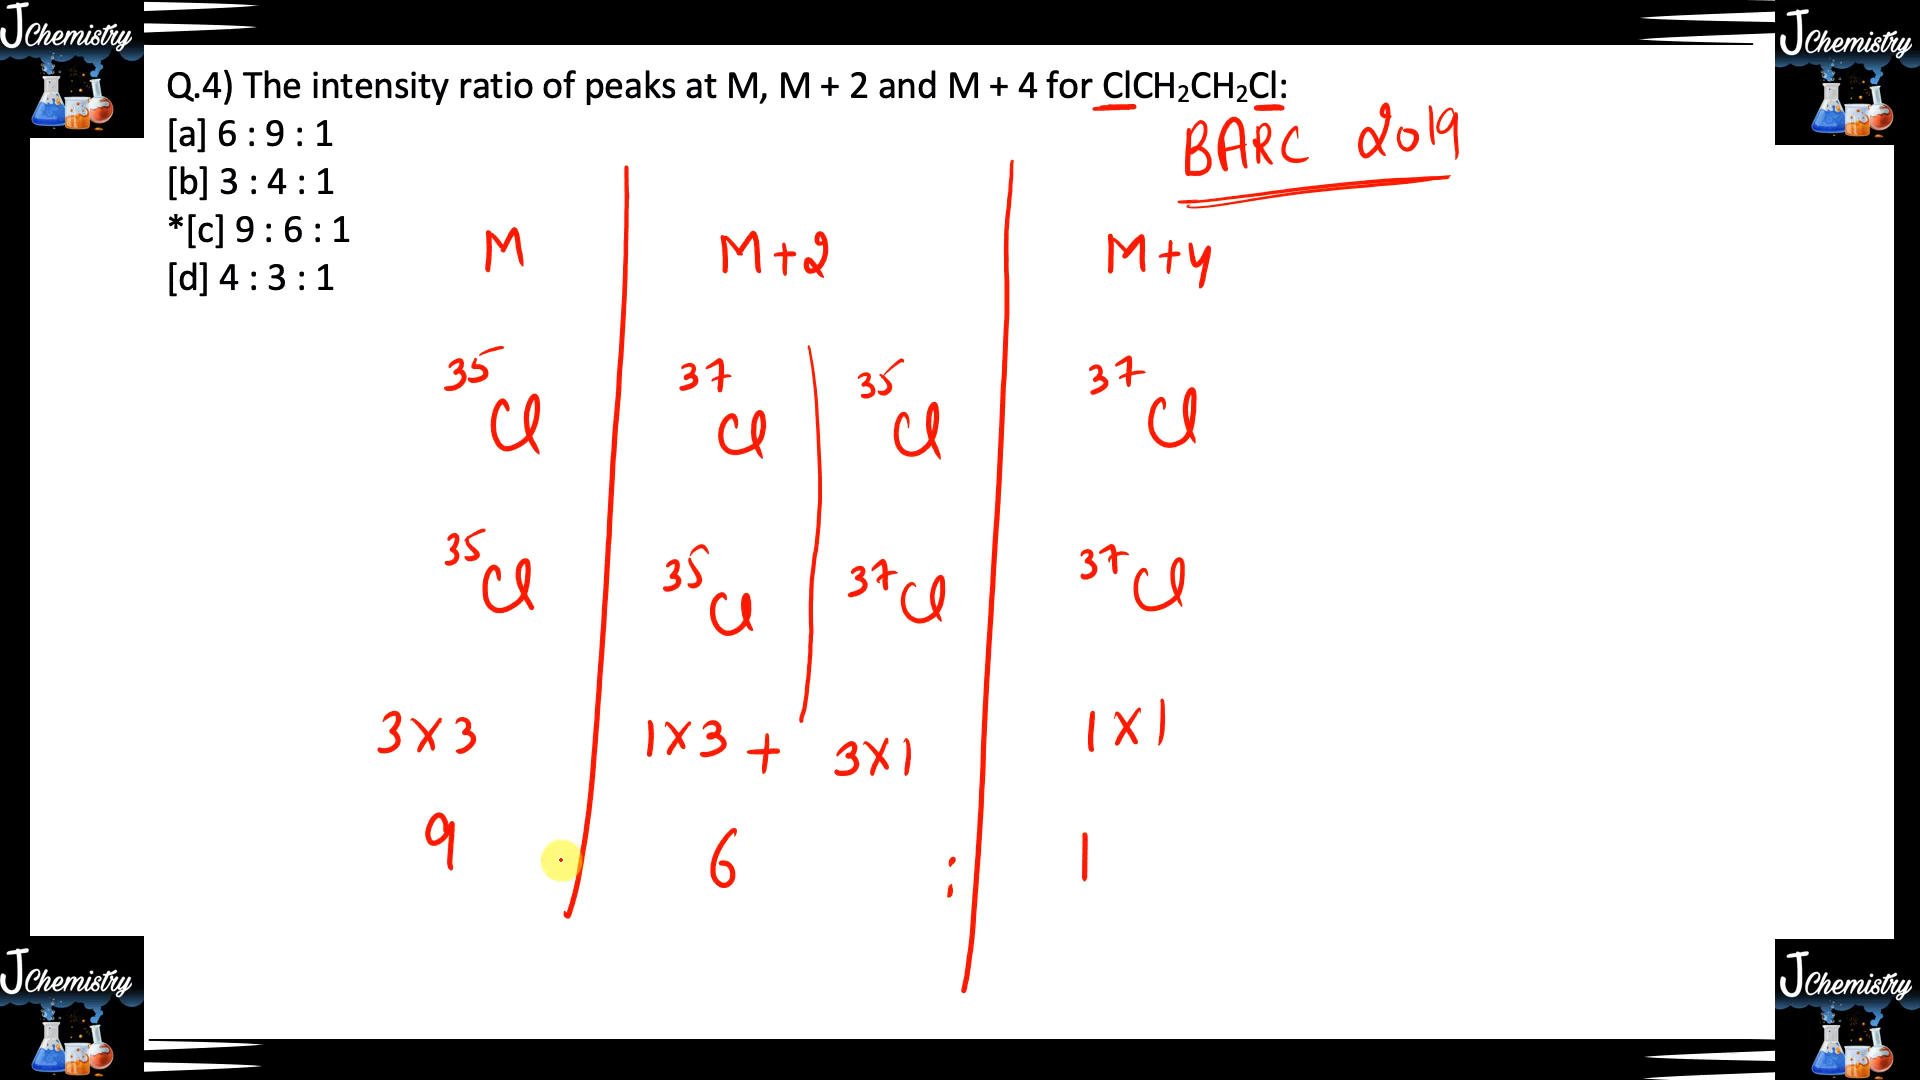 JChemistry
JChemistry
Q.4) The intensity ratio of peaks at M, M + 2 and M + 4 for ClCH₂CH₂Cl:
[a] 6 : 9 : 1
BARC 2019
[b] 3 : 4 : 1
*[c] 9 : 6 : 1
[d] 4 : 3 : 1
M M+2 M+4
³⁵Cl ³⁷Cl ³⁵Cl ³⁷Cl
³⁵Cl ³⁵Cl ³⁷Cl ³⁷Cl
3×3 1×3 + 3×1 1×1
9 6 : 1
JChemistry
JChemistry